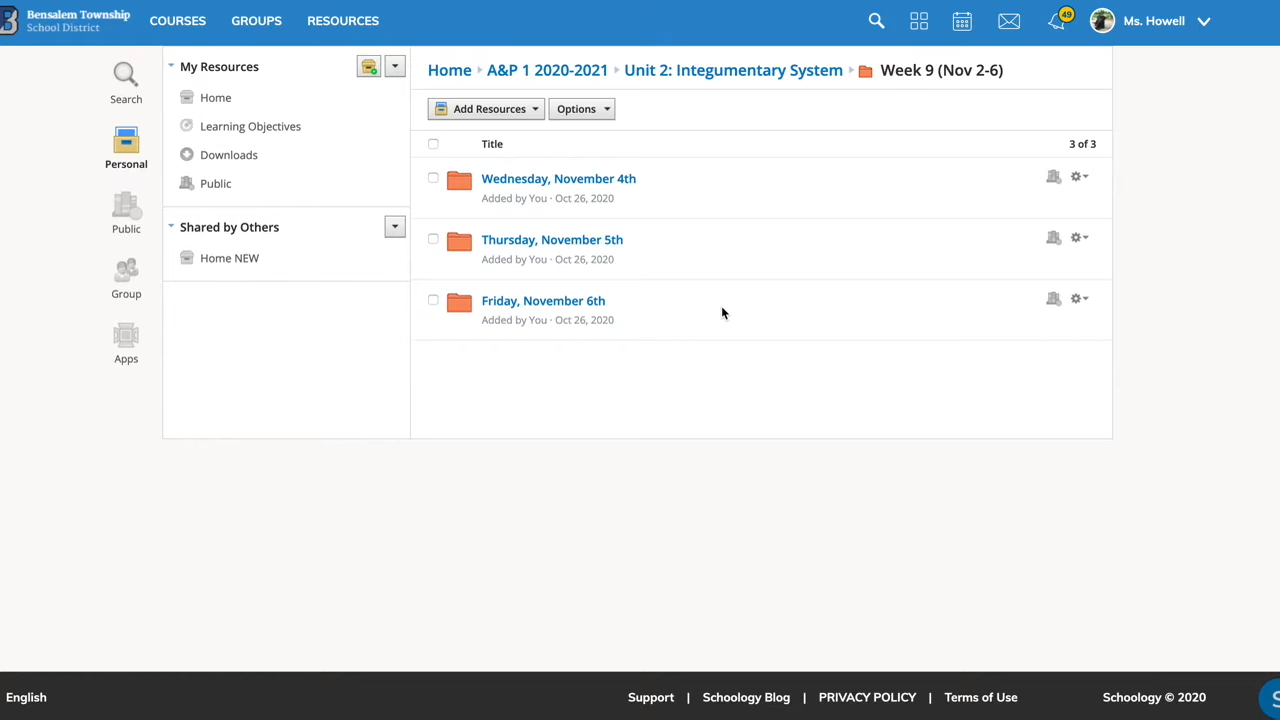 Bensalem Township
School District
COURSES GROUPS RESOURCES
49
Ms. Howell
Search
Personal
Public
Group
Apps
My Resources
Home
Learning Objectives
Downloads
Public
Shared by Others
Home NEW
Home A&P 1 2020-2021 Unit 2: Integumentary System Week 9 (Nov 2-6)
Add Resources Options
Title 3 of 3
Wednesday, November 4th
Added by You · Oct 26, 2020
Thursday, November 5th
Added by You · Oct 26, 2020
Friday, November 6th
Added by You · Oct 26, 2020
English Support | Schoology Blog | PRIVACY POLICY | Terms of Use Schoology © 2020